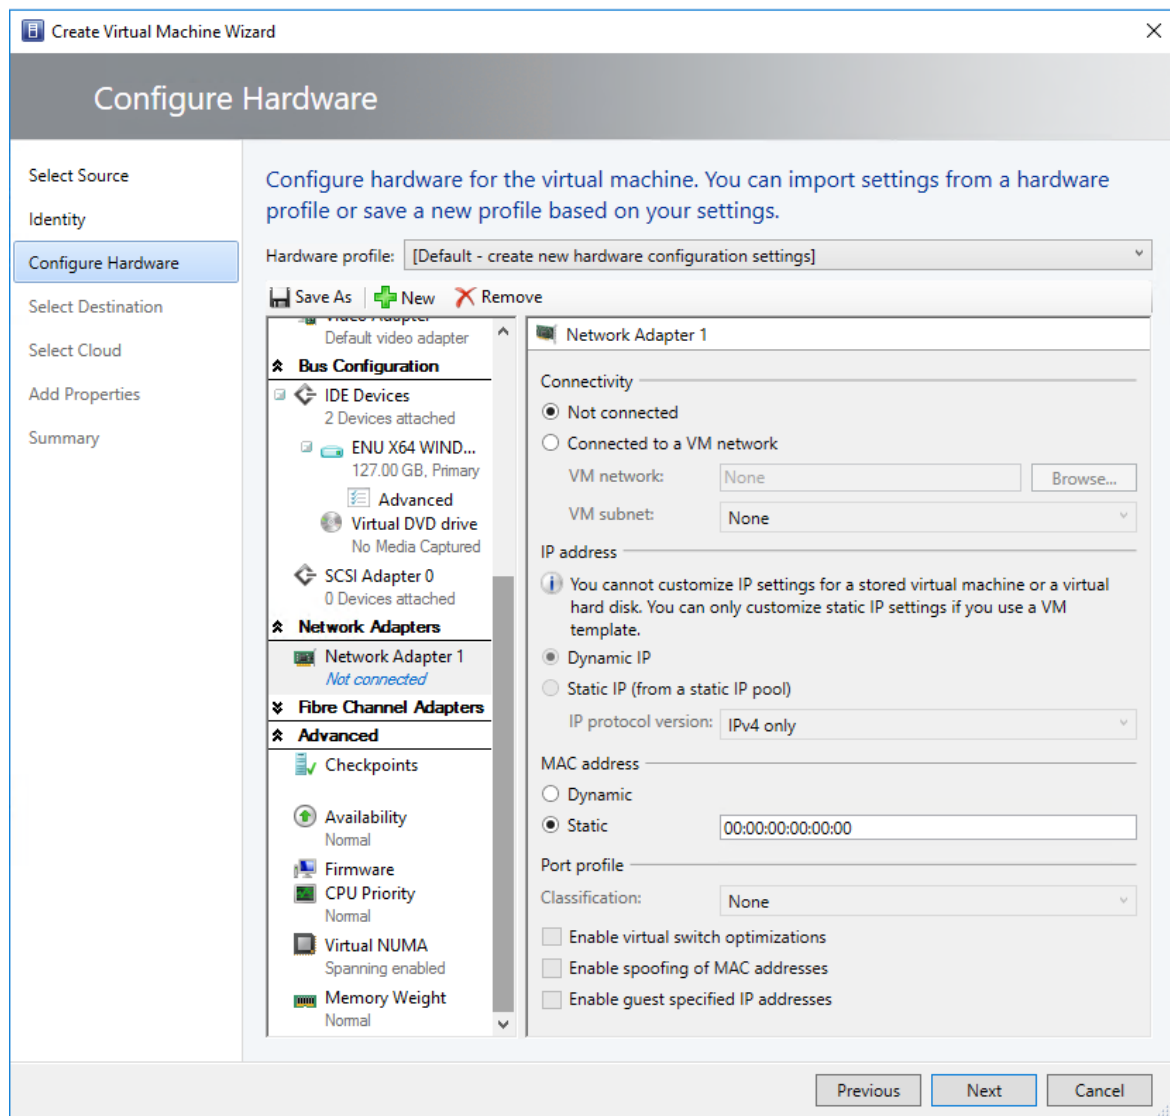 Create Virtual Machine Wizard
Configure Hardware
Select Source
Identity
Configure Hardware
Select Destination
Select Cloud
Add Properties
Summary
Configure hardware for the virtual machine. You can import settings from a hardware
profile or save a new profile based on your settings.
Hardware profile: [Default - create new hardware configuration settings]
Save As New Remove
Video Adapter
Default video adapter
Bus Configuration
IDE Devices
2 Devices attached
ENU X64 WIND...
127.00 GB, Primary
Advanced
Virtual DVD drive
No Media Captured
SCSI Adapter 0
0 Devices attached
Network Adapters
Network Adapter 1
Not connected
Fibre Channel Adapters
Advanced
Checkpoints
Availability
Normal
Firmware
CPU Priority
Normal
Virtual NUMA
Spanning enabled
Memory Weight
Normal
Network Adapter 1
Connectivity
Not connected
Connected to a VM network
VM network: None Browse...
VM subnet: None
IP address
You cannot customize IP settings for a stored virtual machine or a virtual
hard disk. You can only customize static IP settings if you use a VM
template.
Dynamic IP
Static IP (from a static IP pool)
IP protocol version: IPv4 only
MAC address
Dynamic
Static 00:00:00:00:00:00
Port profile
Classification: None
Enable virtual switch optimizations
Enable spoofing of MAC addresses
Enable guest specified IP addresses
Previous Next Cancel